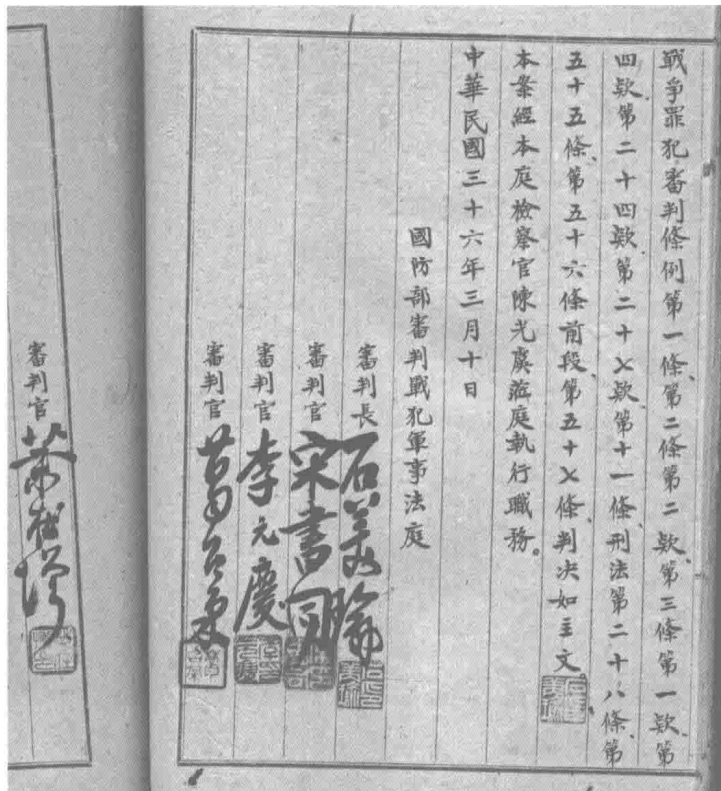 戰爭罪犯審判條例第一條、第二條第二款、第三條第一款、第
四款、第二十四款、第二十七款、第十一條、刑法第二十八條、第
五十五條、第五十六條前段、第五十七條、判决如主文。
本案經本庭檢察官陳光虞蒞庭執行職務。
中華民國三十六年三月十日
國防部審判戰犯軍事法庭
審判長 石美瑜
審判官 宋書同
審判官 李元慶
審判官 葛召棠
審判官